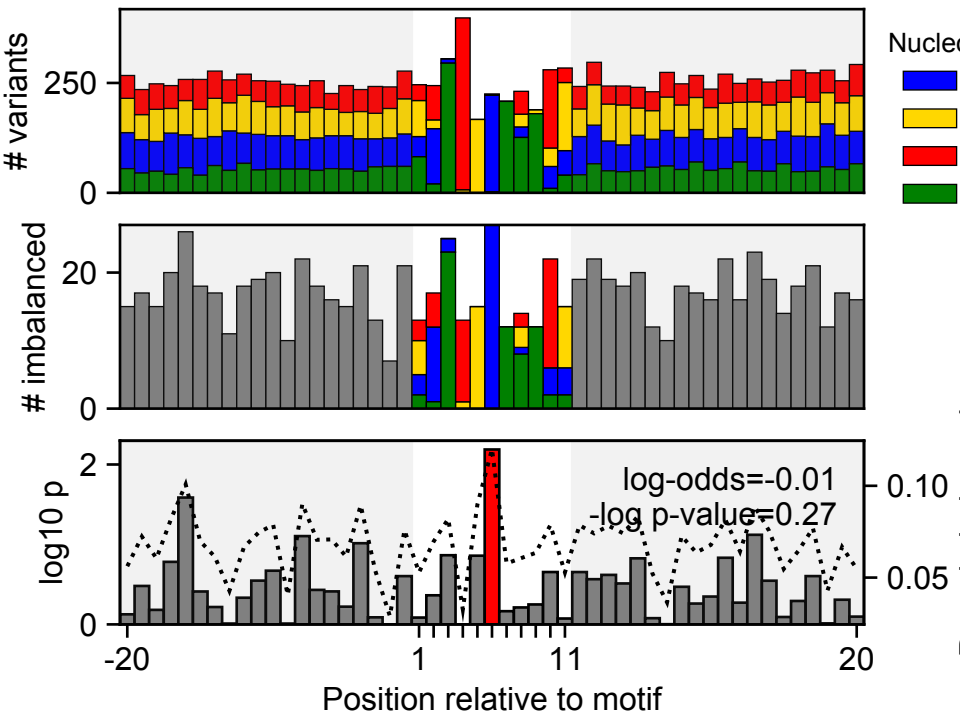 # variants
250
0
Nuclec
# imbalanced
20
0
log10 p
2
0
log-odds=-0.01
-log p-value=0.27
0.10
0.05
-20
1
11
20
Position relative to motif